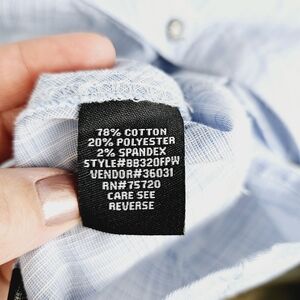 78% COTTON
20% POLYESTER
2% SPANDEX
STYLE#BB320FPW
VENDOR#36031
RN#75720
CARE SEE
REVERSE